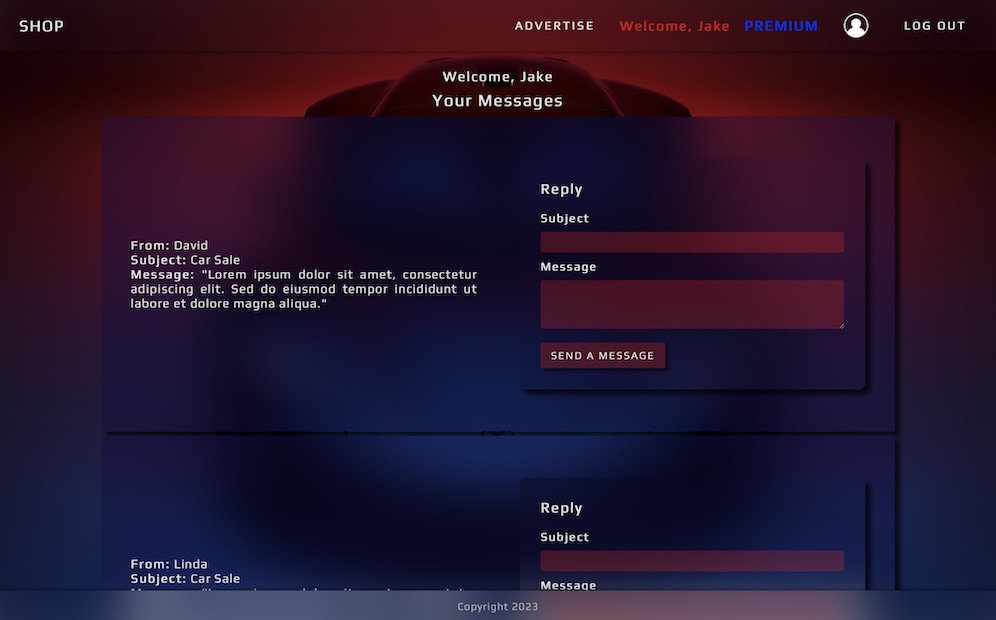 SHOP
ADVERTISE
Welcome, Jake
PREMIUM
LOG OUT
Welcome, Jake
Your Messages
From: David
Subject: Car Sale
Message: "Lorem ipsum dolor sit amet, consectetur
adipiscing elit. Sed do eiusmod tempor incididunt ut
labore et dolore magna aliqua."
Reply
Subject
Message
SEND A MESSAGE
From: Linda
Subject: Car Sale
Reply
Subject
Message
Copyright 2023